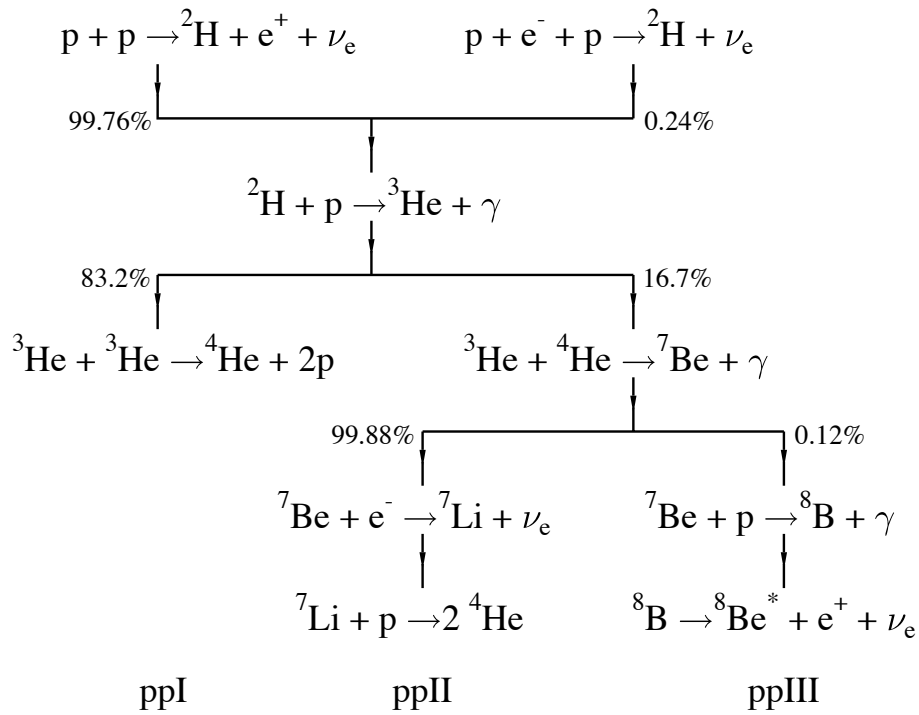 p + p → ²H + e⁺ + νₑ    p + e⁻ + p → ²H + νₑ
99.76%    0.24%
²H + p → ³He + γ
83.2%    16.7%
³He + ³He → ⁴He + 2p    ³He + ⁴He → ⁷Be + γ
99.88%    0.12%
⁷Be + e⁻ → ⁷Li + νₑ    ⁷Be + p → ⁸B + γ
⁷Li + p → 2 ⁴He    ⁸B → ⁸Be* + e⁺ + νₑ
ppI    ppII    ppIII